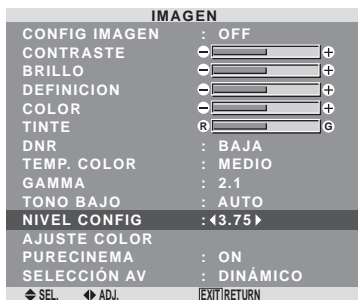 IMAGEN
CONFIG IMAGEN : OFF
CONTRASTE
BRILLO
DEFINICION
COLOR
TINTE R G
DNR : BAJA
TEMP. COLOR : MEDIO
GAMMA : 2.1
TONO BAJO : AUTO
NIVEL CONFIG : 3.75
AJUSTE COLOR
PURECINEMA : ON
SELECCIÓN AV : DINÁMICO
SEL. ADJ. EXIT RETURN